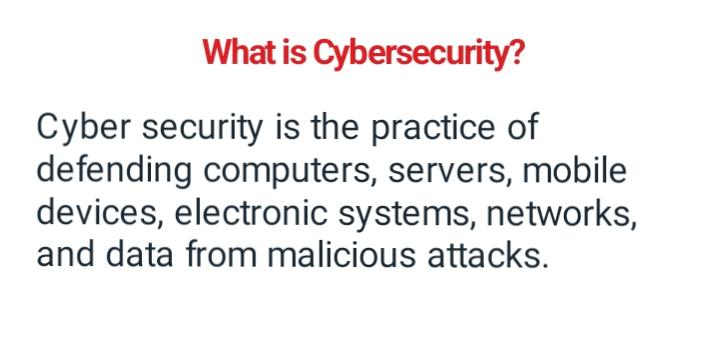 What is Cybersecurity?
Cyber security is the practice of
defending computers, servers, mobile
devices, electronic systems, networks,
and data from malicious attacks.